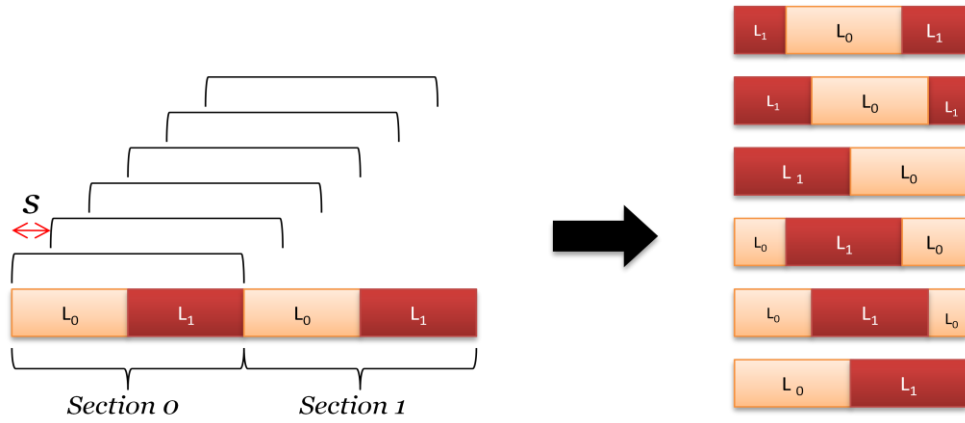 s
L₀ L₁ L₀ L₁
Section 0 Section 1
L₁ L₀ L₁
L₁ L₀ L₁
L₁ L₀
L₀ L₁ L₀
L₀ L₁ L₀
L₀ L₁